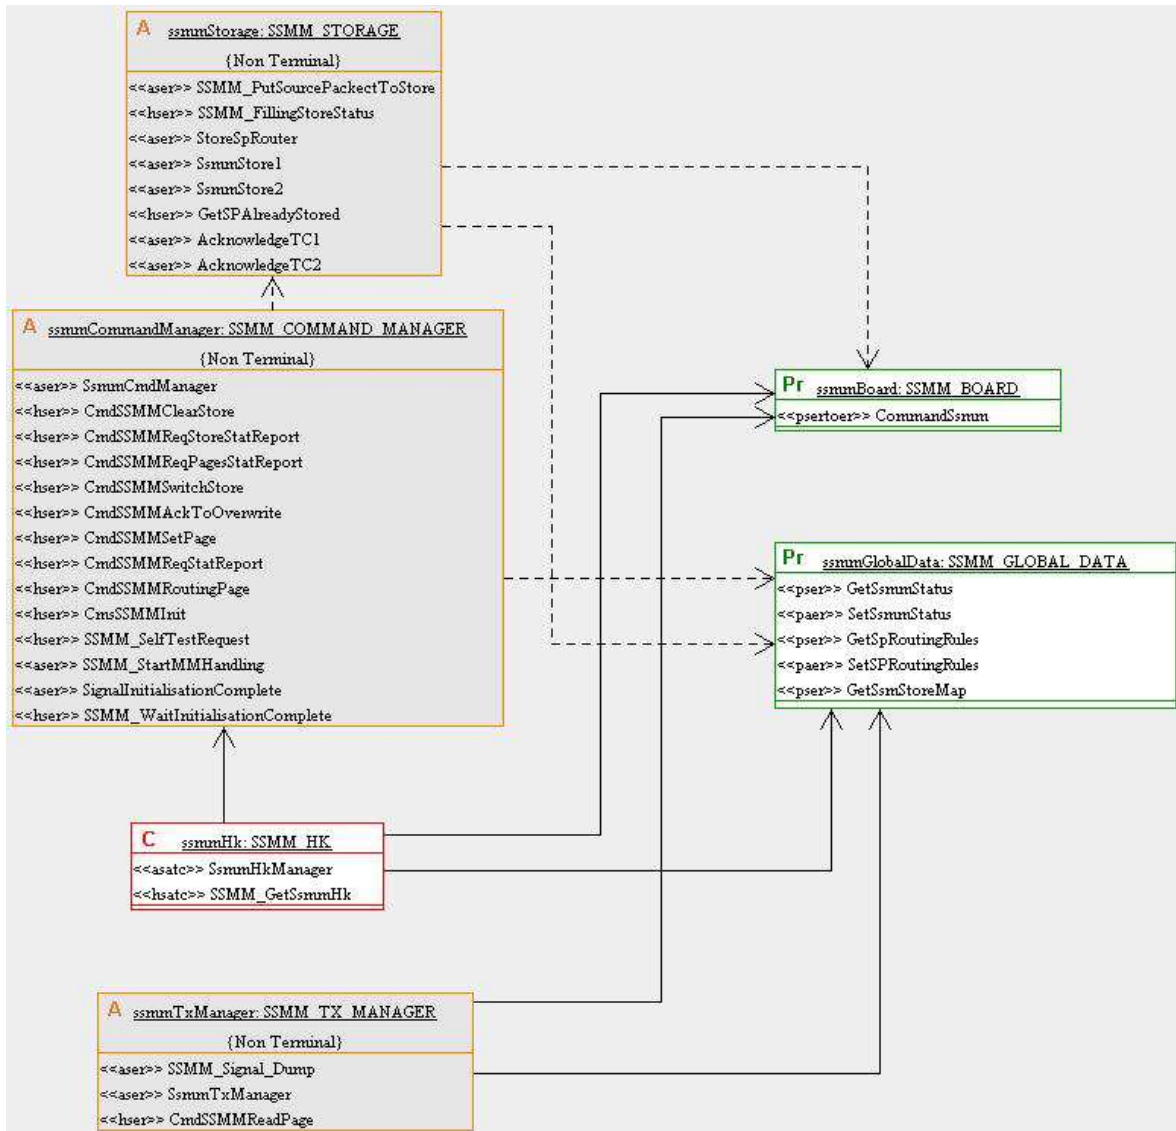 A ssmmStorage: SSMM_STORAGE
{Non Terminal}
<<aser>> SSMM_PutSourcePackectToStore
<<hser>> SSMM_FillingStoreStatus
<<aser>> StoreSpRouter
<<aser>> SsmmStore1
<<aser>> SsmmStore2
<<hser>> GetSPAlreadyStored
<<aser>> AcknowledgeTC1
<<aser>> AcknowledgeTC2
A ssmmCommandManager: SSMM_COMMAND_MANAGER
{Non Terminal}
<<aser>> SsmmCmdManager
<<hser>> CmdSSMMClearStore
<<hser>> CmdSSMMReqStoreStatReport
<<hser>> CmdSSMMReqPagesStatReport
<<hser>> CmdSSMMSwitchStore
<<hser>> CmdSSMMAckToOverwrite
<<hser>> CmdSSMMSetPage
<<hser>> CmdSSMMReqStatReport
<<hser>> CmdSSMMRoutingPage
<<hser>> CmsSSMMInit
<<hser>> SSMM_SelfTestRequest
<<aser>> SSMM_StartMMHandling
<<aser>> SignalInitialisationComplete
<<hser>> SSMM_WaitInitialisationComplete
Pr ssmmBoard: SSMM_BOARD
<<psertoer>> CommandSsmm
Pr ssmmGlobalData: SSMM_GLOBAL_DATA
<<pser>> GetSsmmStatus
<<paer>> SetSsmmStatus
<<pser>> GetSpRoutingRules
<<paer>> SetSPRoutingRules
<<pser>> GetSsmStoreMap
C ssmmHk: SSMM_HK
<<asatc>> SsmmHkManager
<<hsatc>> SSMM_GetSsmmHk
A ssmmTxManager: SSMM_TX_MANAGER
{Non Terminal}
<<aser>> SSMM_Signal_Dump
<<aser>> SsmmTxManager
<<hser>> CmdSSMMReadPage